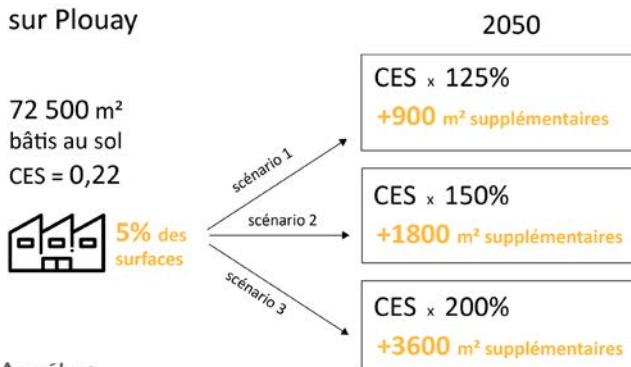 sur Plouay
72 500 m²
bâtis au sol
CES = 0,22
5% des
surfaces
scénario 1
scénario 2
scénario 3
2050
CES x 125%
+900 m² supplémentaires
CES x 150%
+1800 m² supplémentaires
CES x 200%
+3600 m² supplémentaires